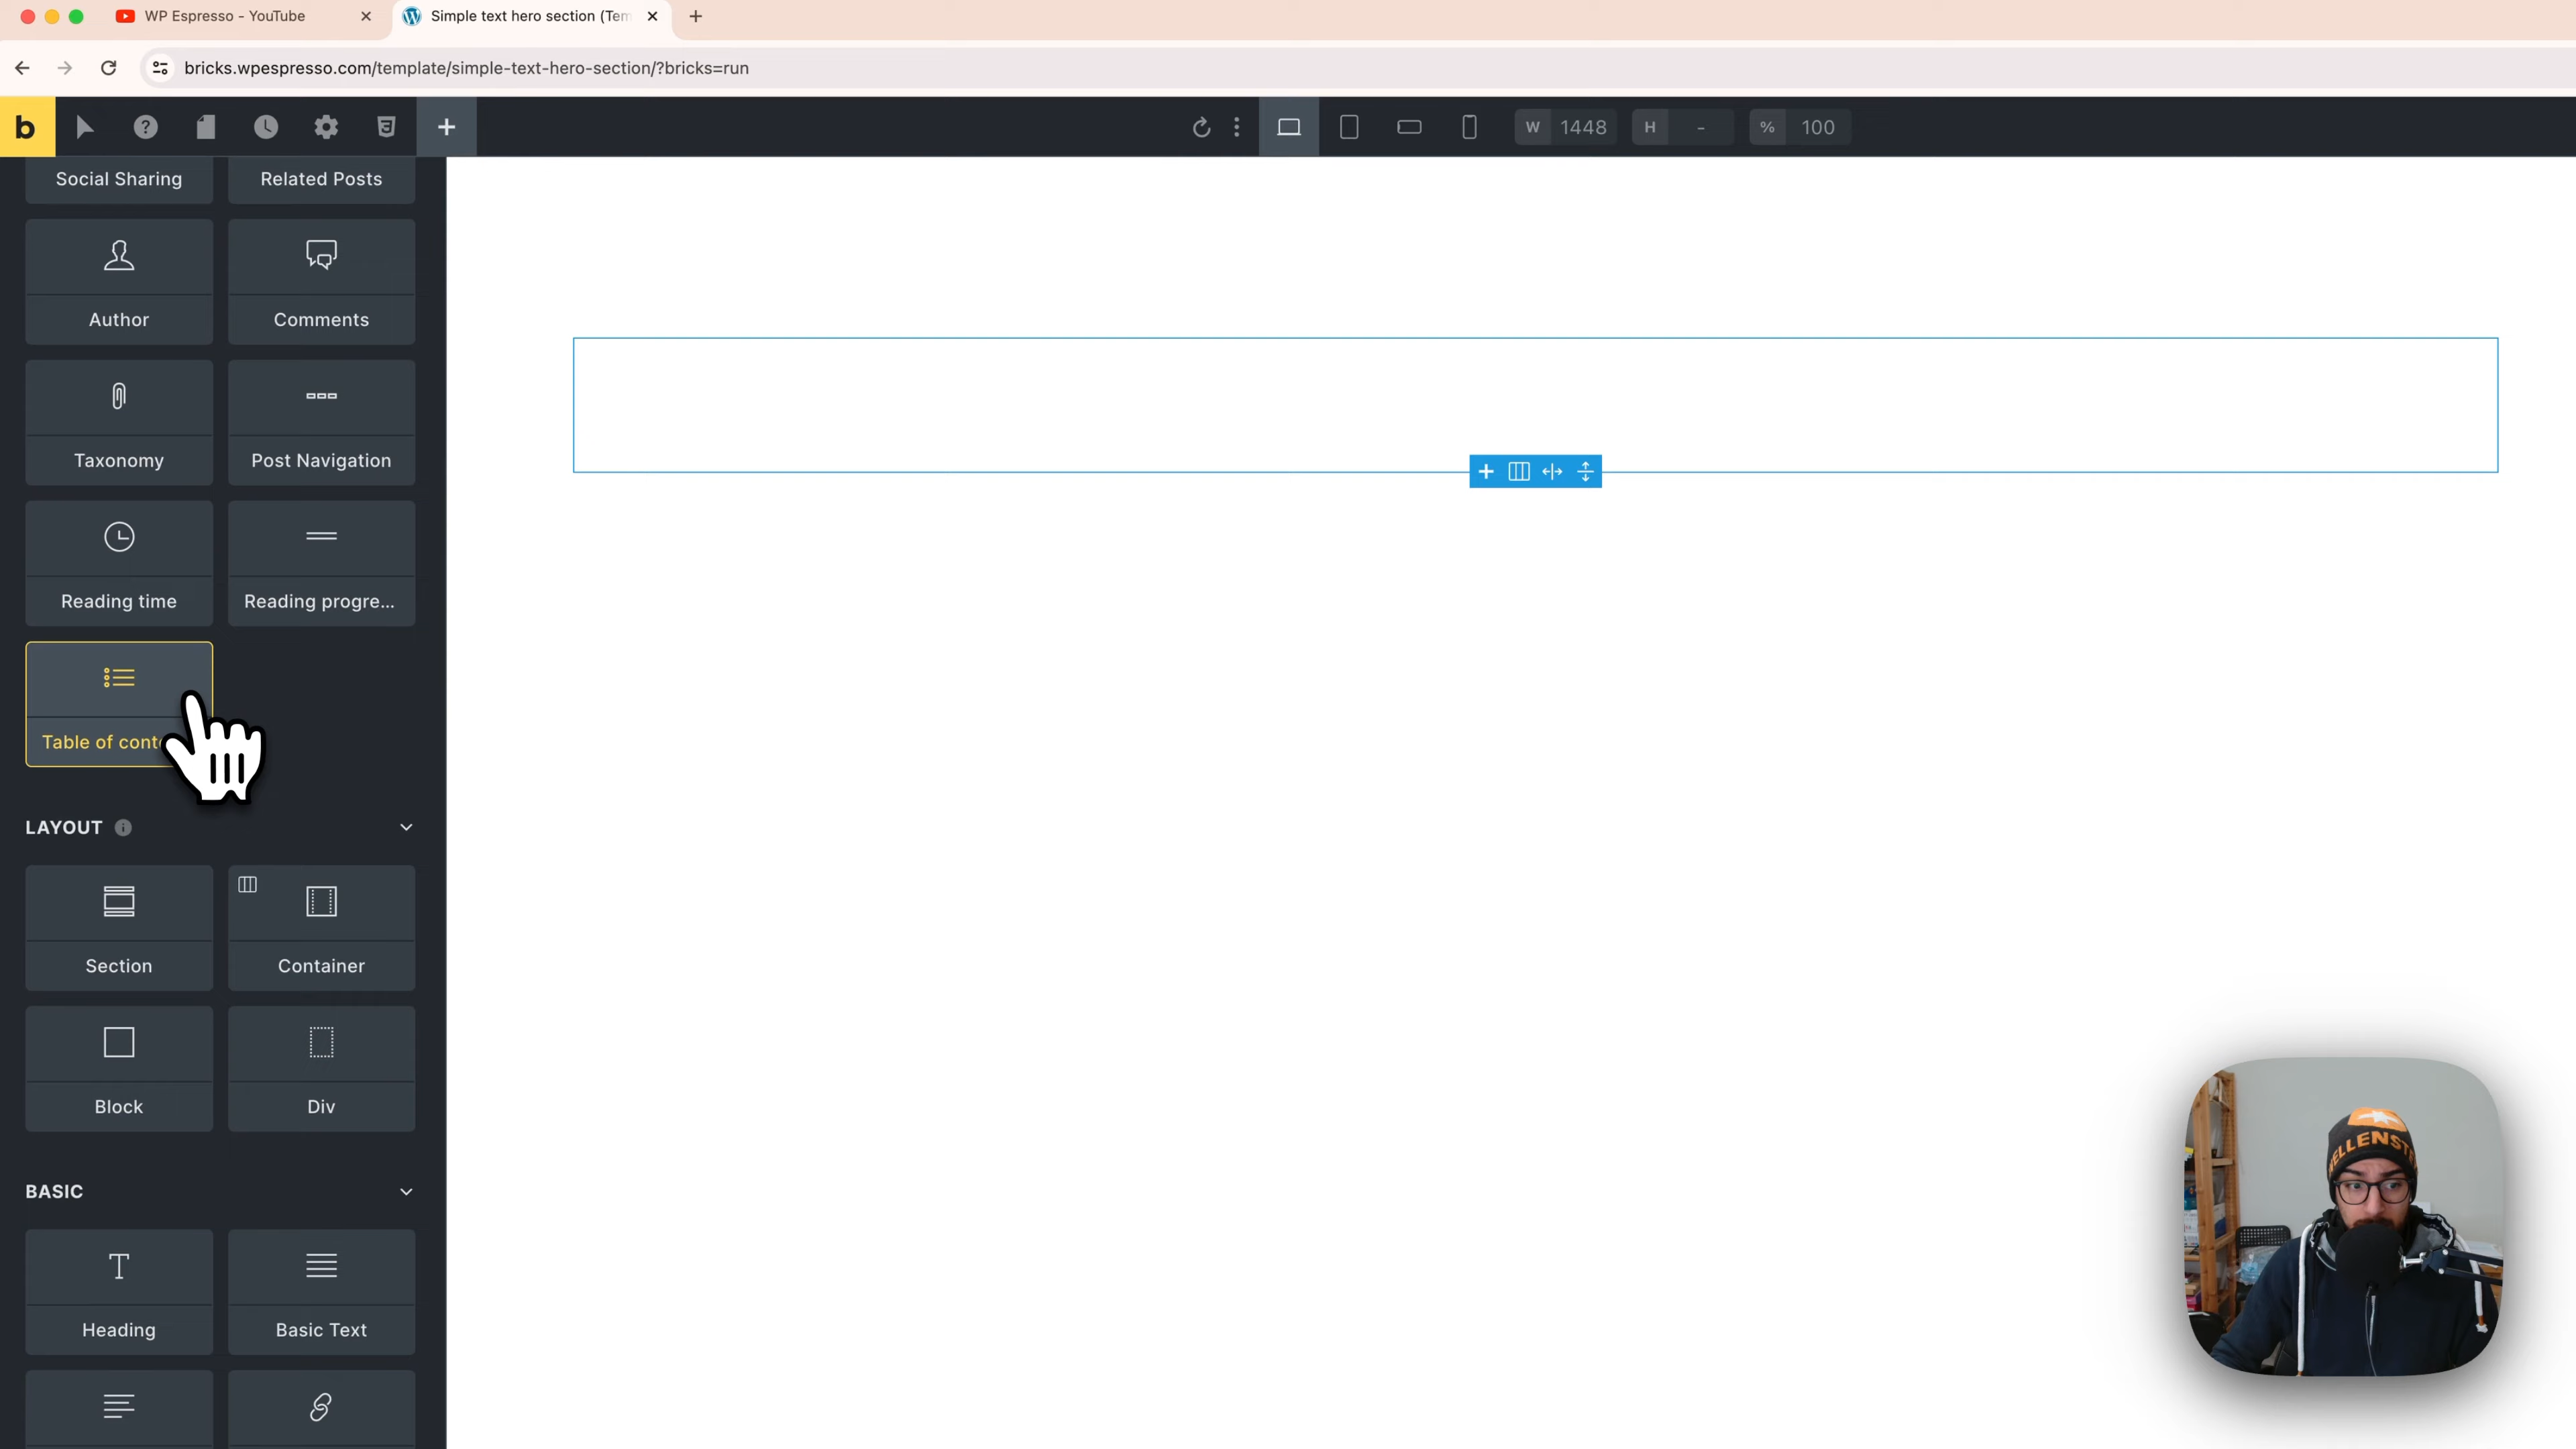 WP Espresso - YouTube
Simple text hero section (Tem
bricks.wpespresso.com/template/simple-text-hero-section/?bricks=run
b
W 1448 H - % 100
Social Sharing Related Posts
Author Comments
Taxonomy Post Navigation
Reading time Reading progre...
Table of cont
LAYOUT
Section Container
Block Div
BASIC
Heading Basic Text
ELLENST